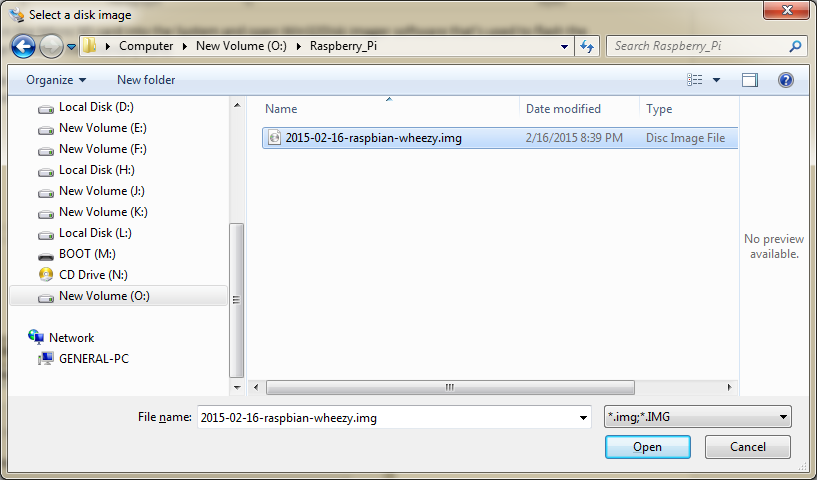 Select a disk image
Computer New Volume (O:) Raspberry_Pi
Search Raspberry_Pi
Organize New folder
Local Disk (D:)
New Volume (E:)
New Volume (F:)
Local Disk (H:)
New Volume (J:)
New Volume (K:)
Local Disk (L:)
BOOT (M:)
CD Drive (N:)
New Volume (O:)
Network
GENERAL-PC
Name Date modified Type
2015-02-16-raspbian-wheezy.img 2/16/2015 8:39 PM Disc Image File
No preview
available.
File name: 2015-02-16-raspbian-wheezy.img
*.img;*.IMG
Open Cancel